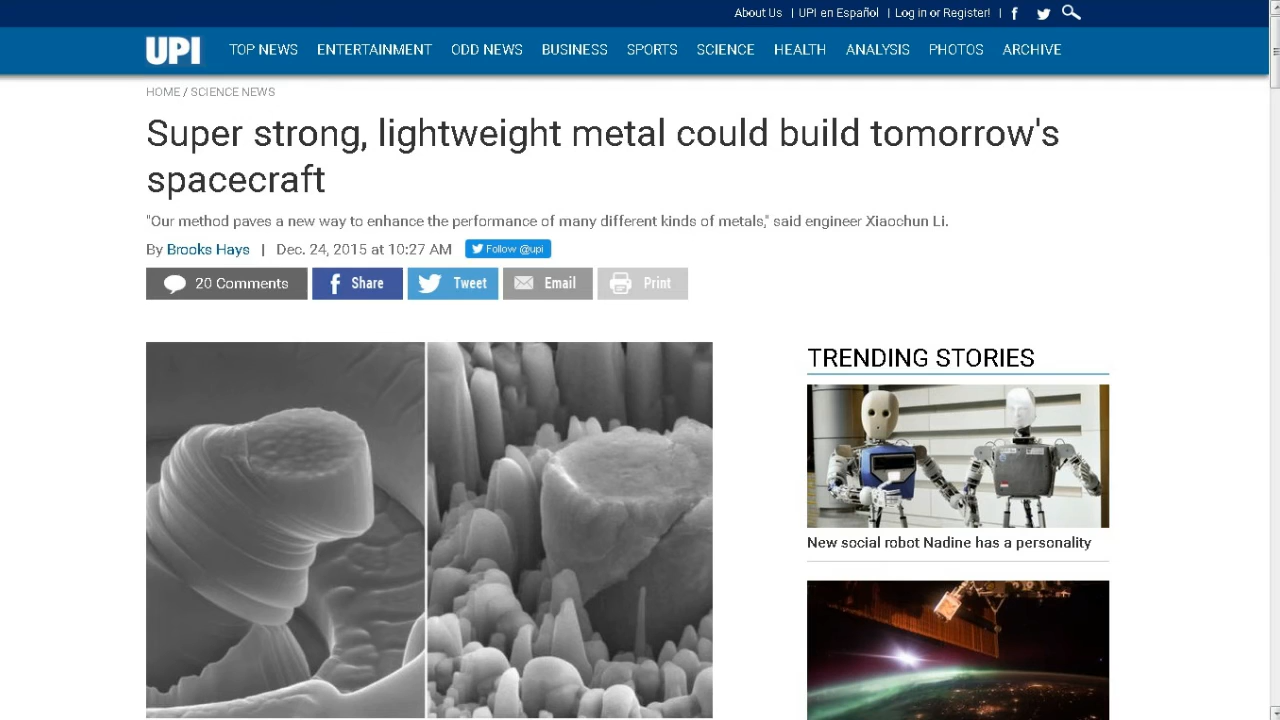 About Us | UPI en Español | Log in or Register! |
UPI TOP NEWS ENTERTAINMENT ODD NEWS BUSINESS SPORTS SCIENCE HEALTH ANALYSIS PHOTOS ARCHIVE
HOME / SCIENCE NEWS
Super strong, lightweight metal could build tomorrow's
spacecraft
"Our method paves a new way to enhance the performance of many different kinds of metals," said engineer Xiaochun Li.
By Brooks Hays | Dec. 24, 2015 at 10:27 AM Follow @upi
20 Comments Share Tweet Email Print
TRENDING STORIES
New social robot Nadine has a personality